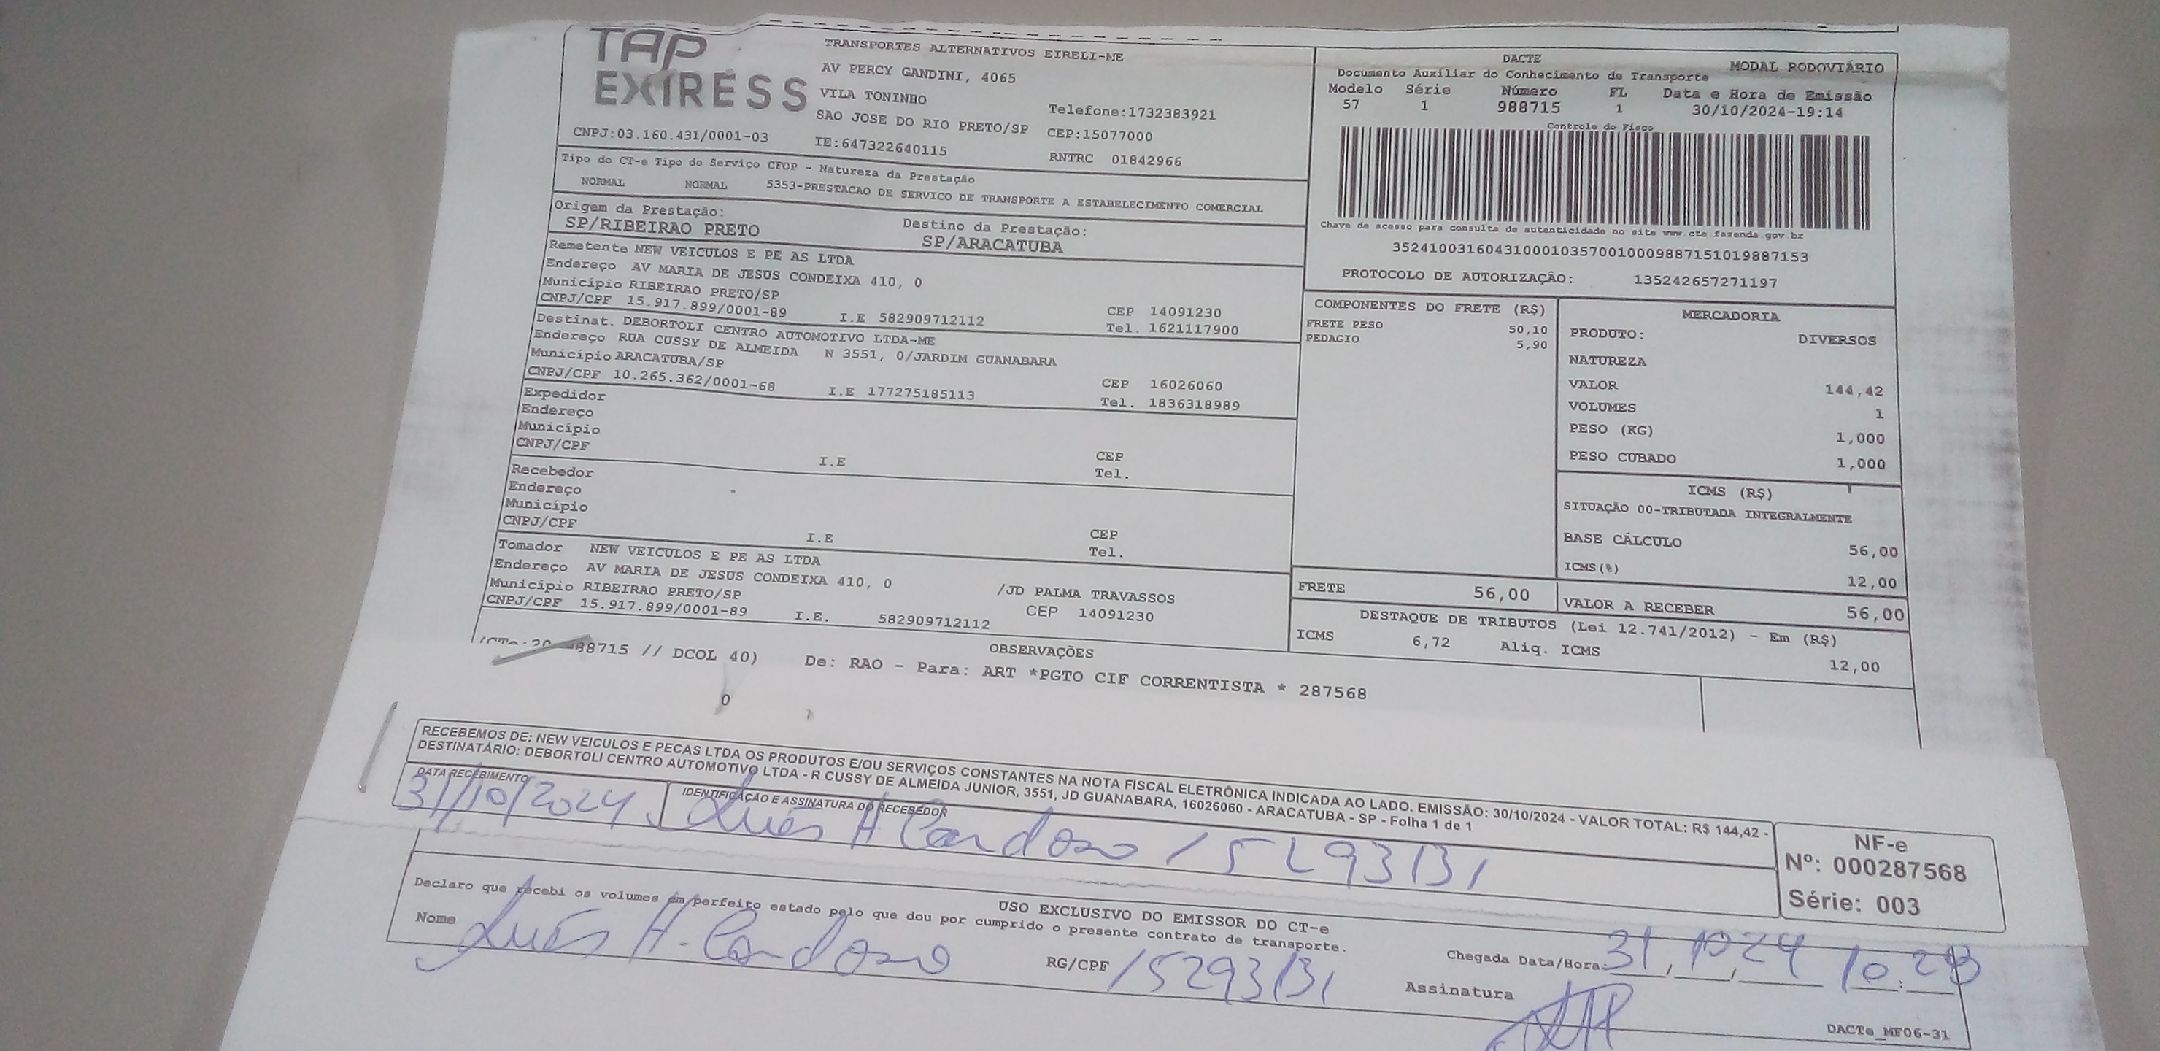 TAP EXPRESS
TRANSPORTES ALTERNATIVOS EIRELI-ME
AV PERCY GANDINI, 4065
VILA TONINHO Telefone:1732383921
SAO JOSE DO RIO PRETO/SP CEP:15077000
CNPJ:03.160.431/0001-03 IE:647322640115 RNTRC 01842966
Tipo do CT-e Tipo do Serviço CFOP - Natureza da Prestação
NORMAL NORMAL 5353-PRESTACAO DE SERVICO DE TRANSPORTE A ESTABELECIMENTO COMERCIAL
Origem da Prestação: Destino da Prestação:
SP/RIBEIRAO PRETO SP/ARACATUBA
Remetente NEW VEICULOS E PE AS LTDA
Endereço AV MARIA DE JESUS CONDEIXA 410, 0
Município RIBEIRAO PRETO/SP CEP 14091230
CNPJ/CPF 15.917.899/0001-89 I.E 582909712112 Tel. 1621117900
Destinat. DEBORTOLI CENTRO AUTOMOTIVO LTDA-ME
Endereço RUA CUSSY DE ALMEIDA N 3551, 0/JARDIM GUANABARA
Município ARACATUBA/SP CEP 16026060
CNPJ/CPF 10.265.362/0001-68 I.E 177275185113 Tel. 1836318989
Expedidor
Endereço
Município CEP
CNPJ/CPF I.E Tel.
Recebedor
Endereço
Município CEP
CNPJ/CPF I.E Tel.
Tomador NEW VEICULOS E PE AS LTDA
Endereço AV MARIA DE JESUS CONDEIXA 410, 0 /JD PALMA TRAVASSOS
Município RIBEIRAO PRETO/SP CEP 14091230
CNPJ/CPF 15.917.899/0001-89 I.E. 582909712112
DACTE MODAL RODOVIÁRIO
Documento Auxiliar do Conhecimento de Transporte
Modelo Série Número FL Data e Hora de Emissão
57 1 988715 1 30/10/2024-19:14
Controle do Fisco
Chave de acesso para consulta de autenticidade no site www.cte.fazenda.gov.br
35241003160431000103570010009887151019887153
PROTOCOLO DE AUTORIZAÇÃO: 135242657271197
COMPONENTES DO FRETE (R$)
FRETE PESO 50,10
PEDAGIO 5,90
MERCADORIA
PRODUTO: DIVERSOS
NATUREZA
VALOR 144,42
VOLUMES 1
PESO (KG) 1,000
PESO CUBADO 1,000
ICMS (R$)
SITUAÇÃO 00-TRIBUTADA INTEGRALMENTE
BASE CÁLCULO 56,00
ICMS(%) 12,00
FRETE 56,00 VALOR A RECEBER 56,00
DESTAQUE DE TRIBUTOS (Lei 12.741/2012) - Em (R$)
ICMS 6,72 Aliq. ICMS 12,00
OBSERVAÇÕES
88715 // DCOL 40) De: RAO - Para: ART *PGTO CIF CORRENTISTA * 287568
0
RECEBEMOS DE: NEW VEICULOS E PECAS LTDA OS PRODUTOS E/OU SERVIÇOS CONSTANTES NA NOTA FISCAL ELETRÔNICA INDICADA AO LADO. EMISSÃO: 30/10/2024 - VALOR TOTAL: R$ 144,42 -
DESTINATÁRIO: DEBORTOLI CENTRO AUTOMOTIVO LTDA - R CUSSY DE ALMEIDA JUNIOR, 3551, JD GUANABARA, 16026060 - ARACATUBA - SP - Folha 1 de 1
DATA RECEBIMENTO IDENTIFICAÇÃO E ASSINATURA DO RECEBEDOR
31/10/2024 H Cardoso 15293131
NF-e
Nº: 000287568
Série: 003
USO EXCLUSIVO DO EMISSOR DO CT-e
Declaro que recebi os volumes em perfeito estado pelo que dou por cumprido o presente contrato de transporte.
Nome H. Cardoso RG/CPF 15293131 Chegada Data/Hora: 31, 10, 24 10:28
Assinatura
DACTe_MF06-31